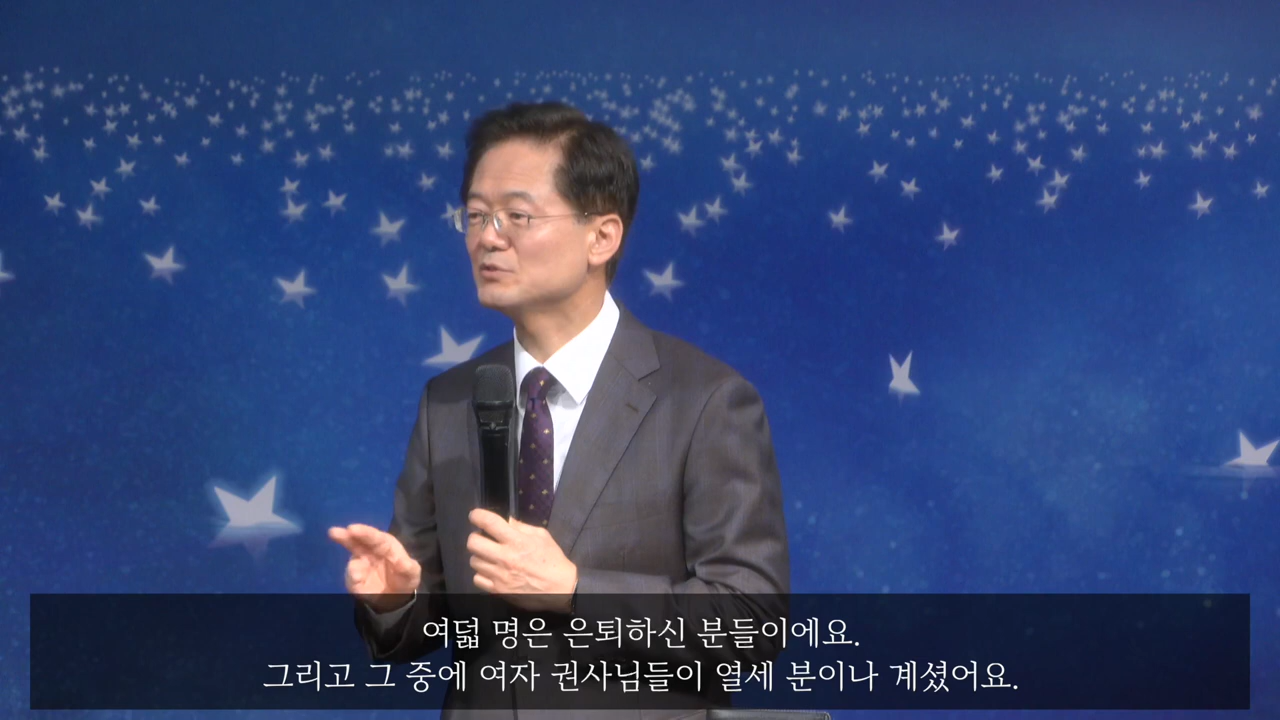 여덟 명은 은퇴하신 분들이에요.
그리고 그 중에 여자 권사님들이 열세 분이나 계셨어요.